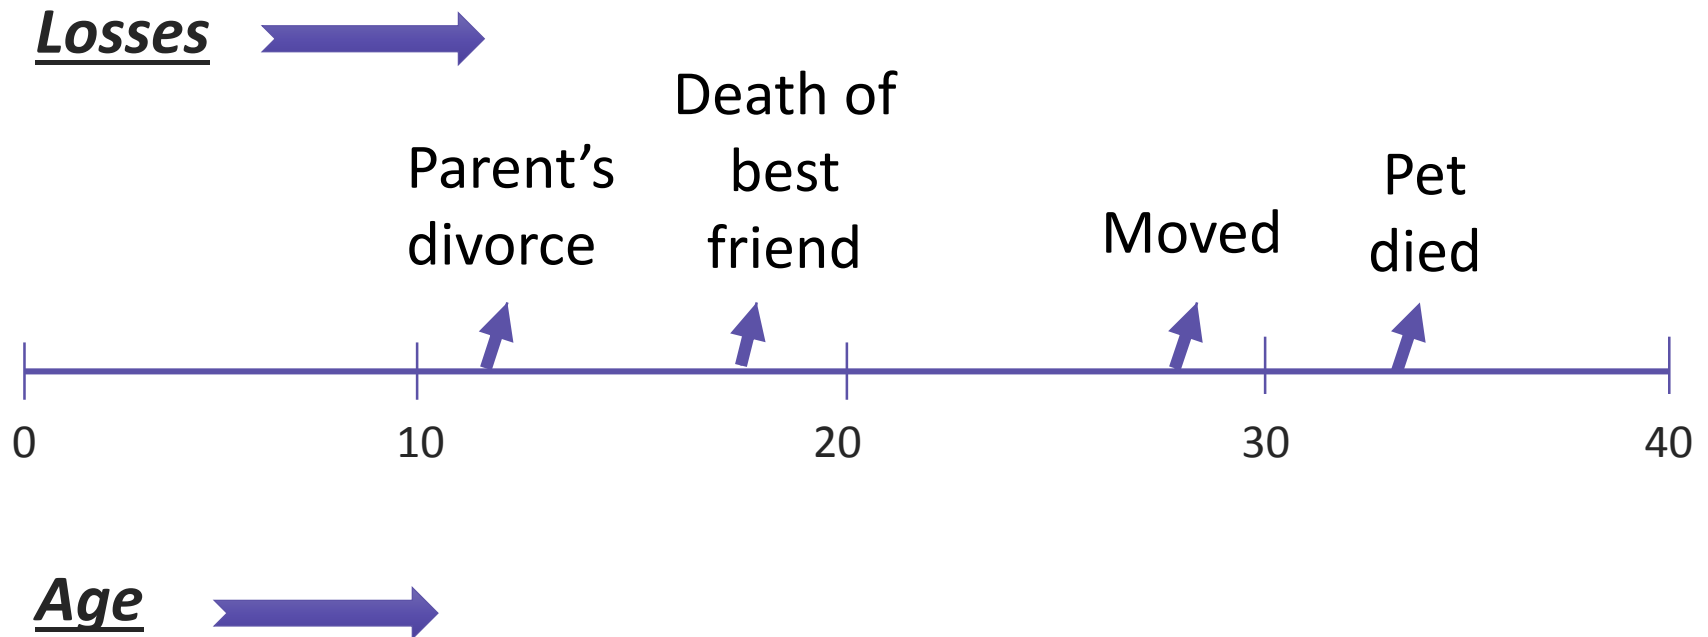 Losses
Parent’s
divorce
Death of
best
friend
Moved
Pet
died
0
10
20
30
40
Age